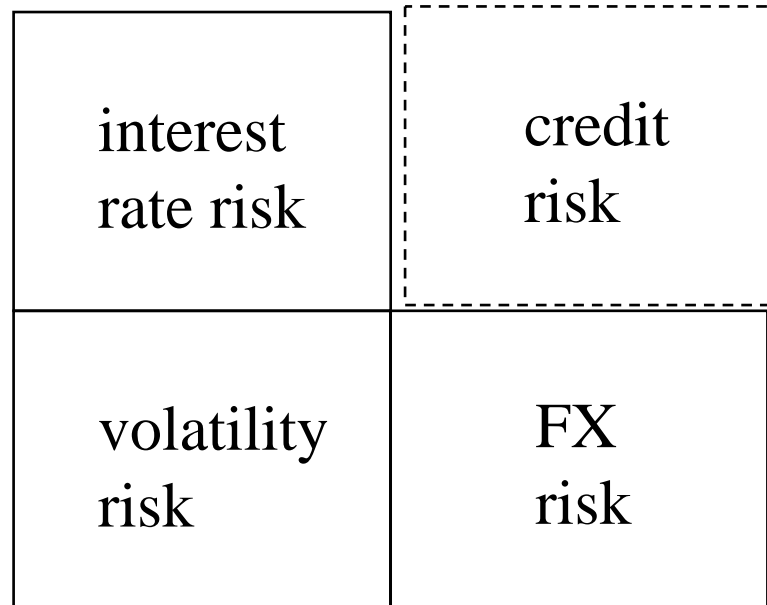 interest
rate risk
credit
risk
volatility
risk
FX
risk